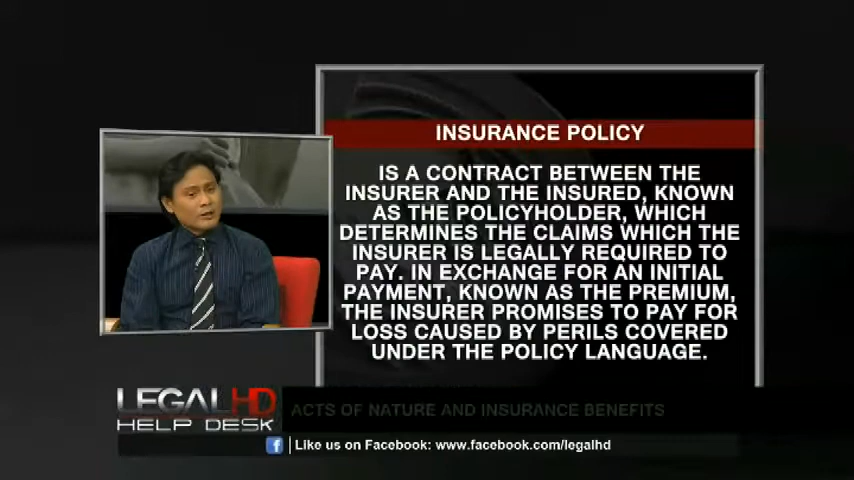 INSURANCE POLICY
IS A CONTRACT BETWEEN THE
INSURER AND THE INSURED, KNOWN
AS THE POLICYHOLDER, WHICH
DETERMINES THE CLAIMS WHICH THE
INSURER IS LEGALLY REQUIRED TO
PAY. IN EXCHANGE FOR AN INITIAL
PAYMENT, KNOWN AS THE PREMIUM,
THE INSURER PROMISES TO PAY FOR
LOSS CAUSED BY PERILS COVERED
UNDER THE POLICY LANGUAGE.
LEGALHD
HELP DESK
ACTS OF NATURE AND INSURANCE BENEFITS
f Like us on Facebook: www.facebook.com/legalhd